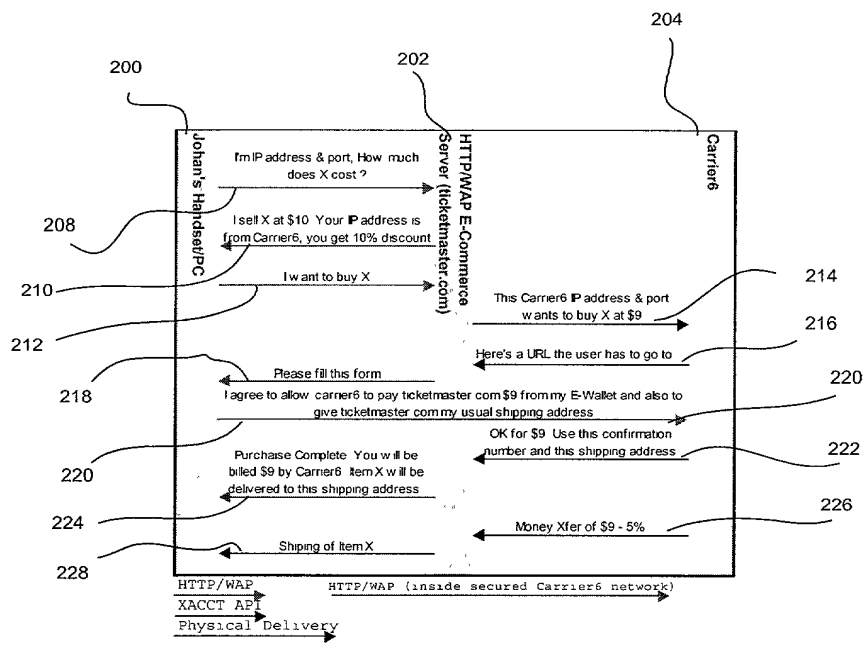 204
202
200
Johan's Handset/PC
HTTP/WAP E-Commerce
Server (ticketmaster.com)
Carrier6
I'm IP address & port, How much
does X cost ?
208
I sell X at $10 Your IP address is
from Carrier6, you get 10% discount
210
I want to buy X
212
This Carrier6 IP address & port
wants to buy X at $9
214
Here's a URL the user has to go to
216
Please fill this form
218
I agree to allow carrier6 to pay ticketmaster com $9 from my E-Wallet and also to
give ticketmaster com my usual shipping address
220
220
OK for $9 Use this confirmation
number and this shipping address
222
Purchase Complete You will be
billed $9 by Carrier6 Item X will be
delivered to this shipping address
224
Money Xfer of $9 - 5%
226
Shiping of Item X
228
HTTP/WAP
HTTP/WAP (inside secured Carrier6 network)
XACCT API
Physical Delivery